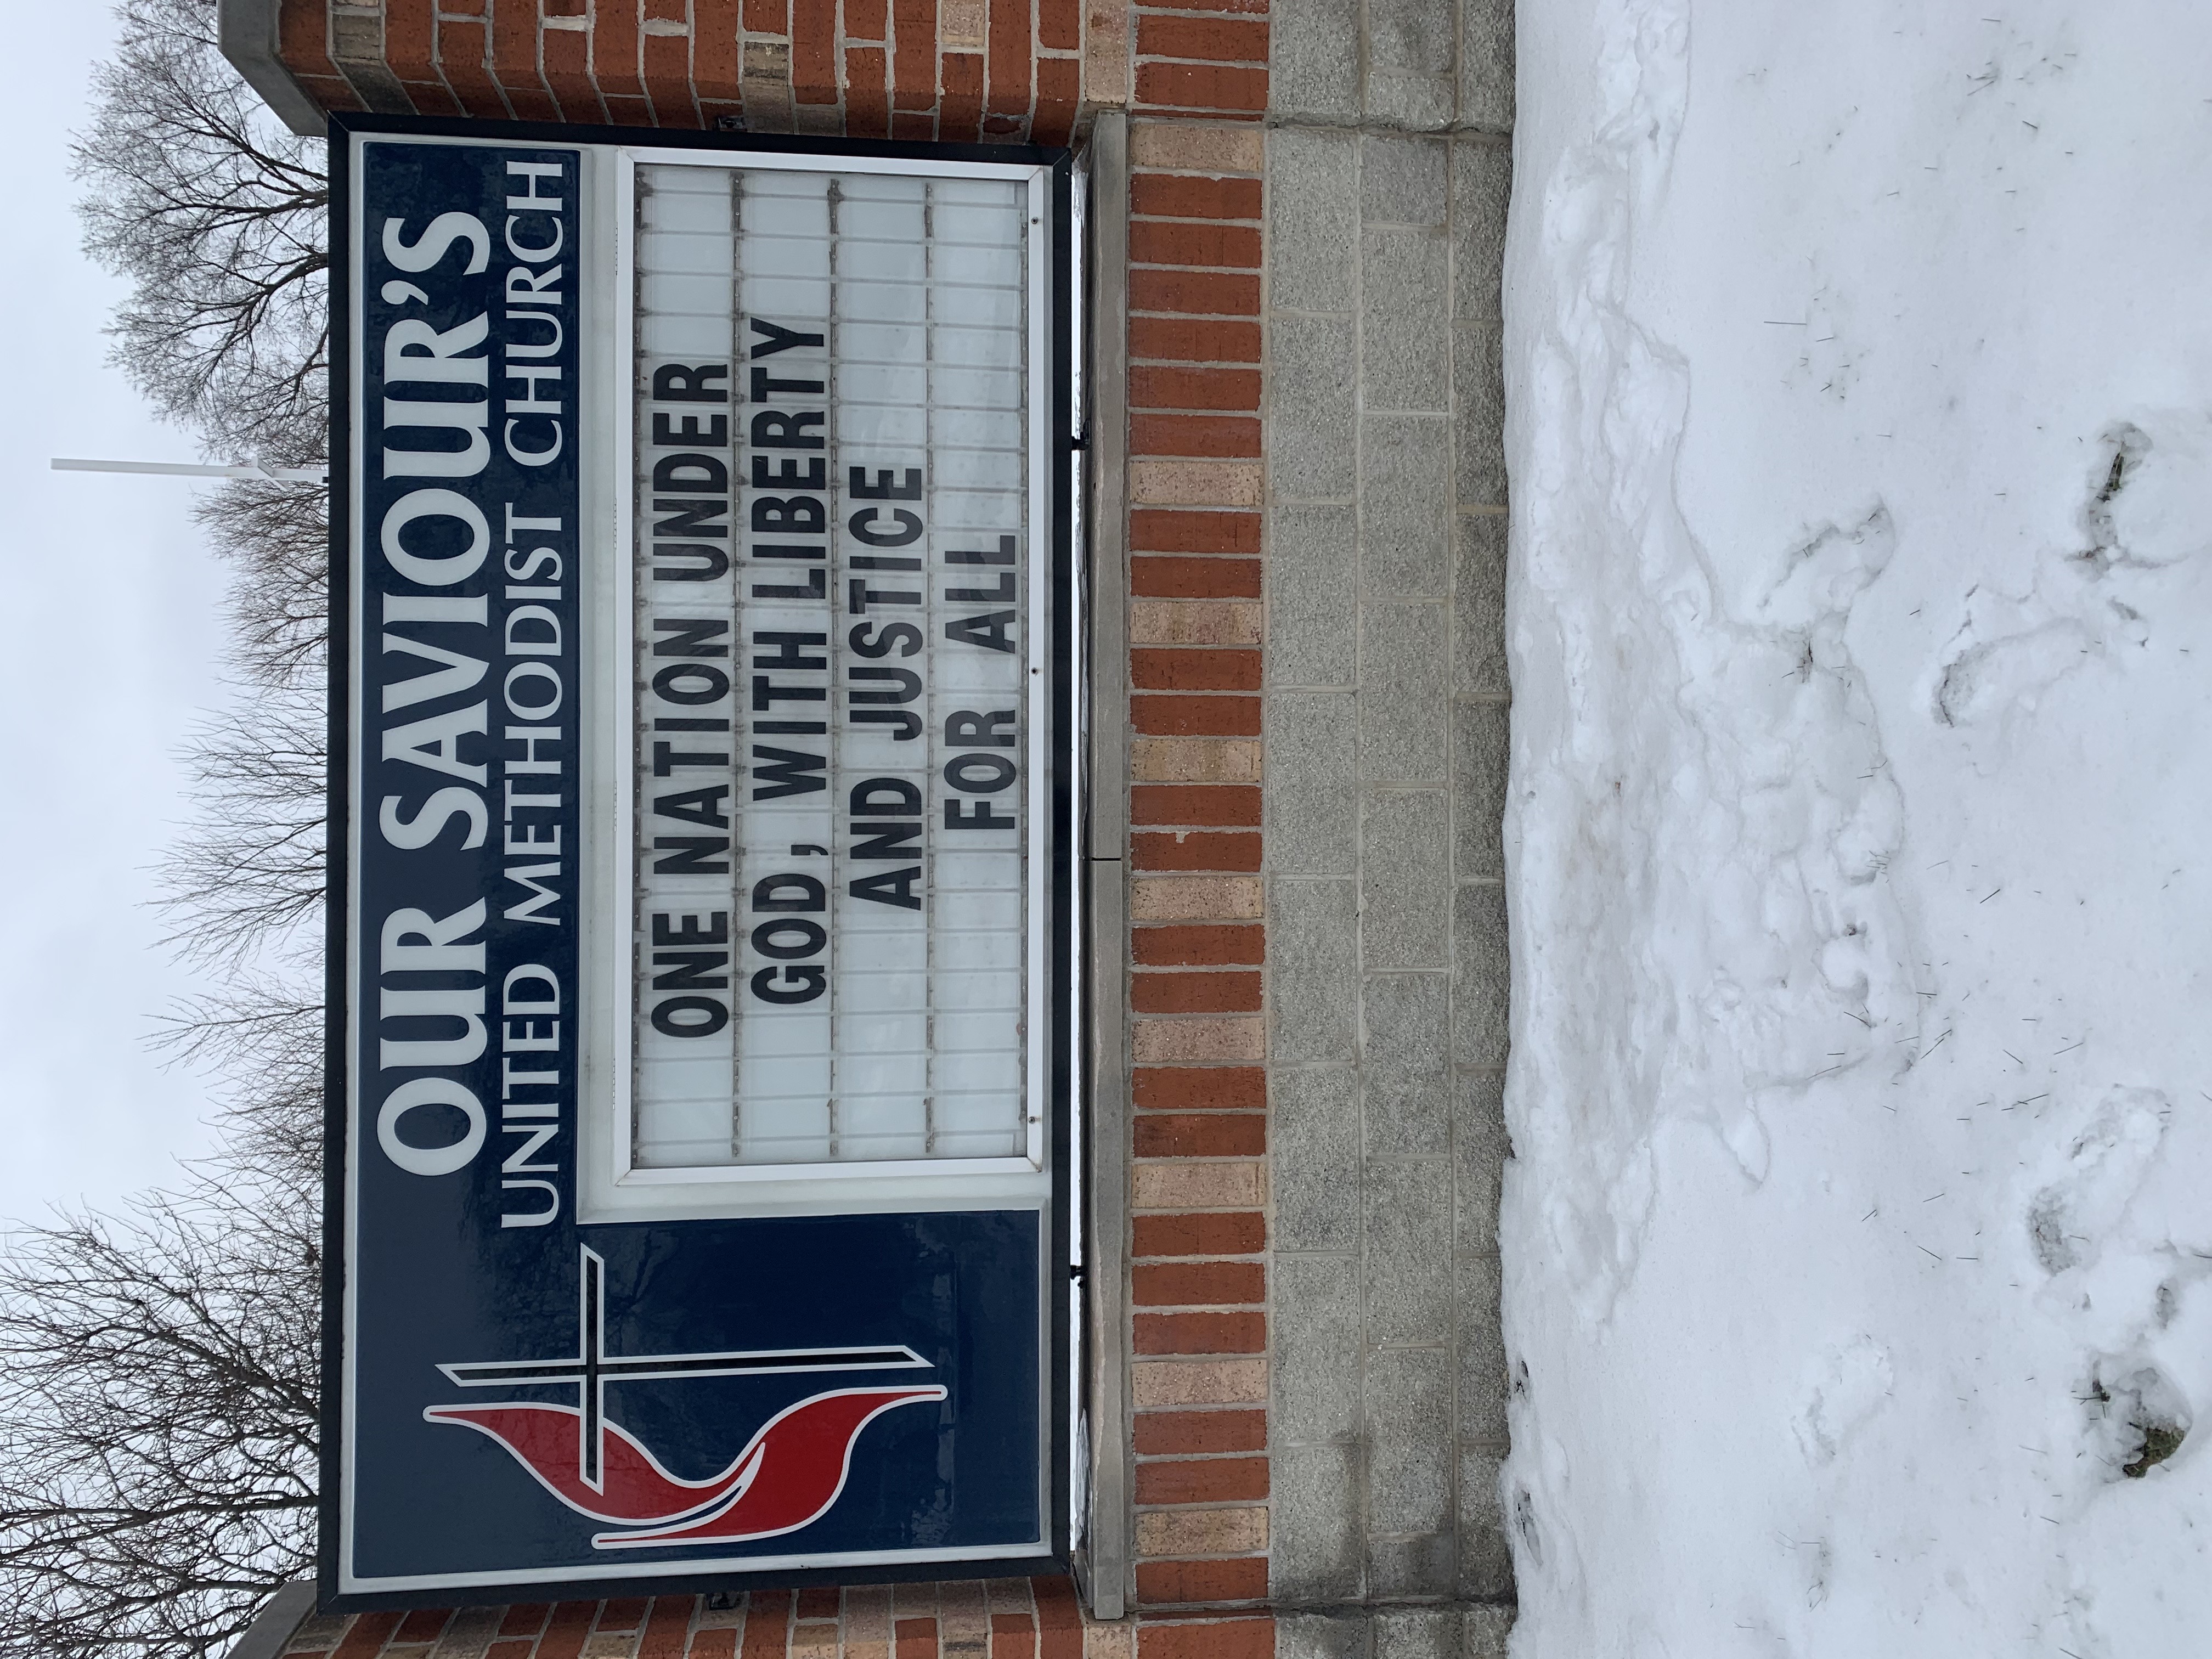 OUR SAVIOUR'S
UNITED METHODIST CHURCH
ONE NATION UNDER
GOD, WITH LIBERTY
AND JUSTICE
FOR ALL